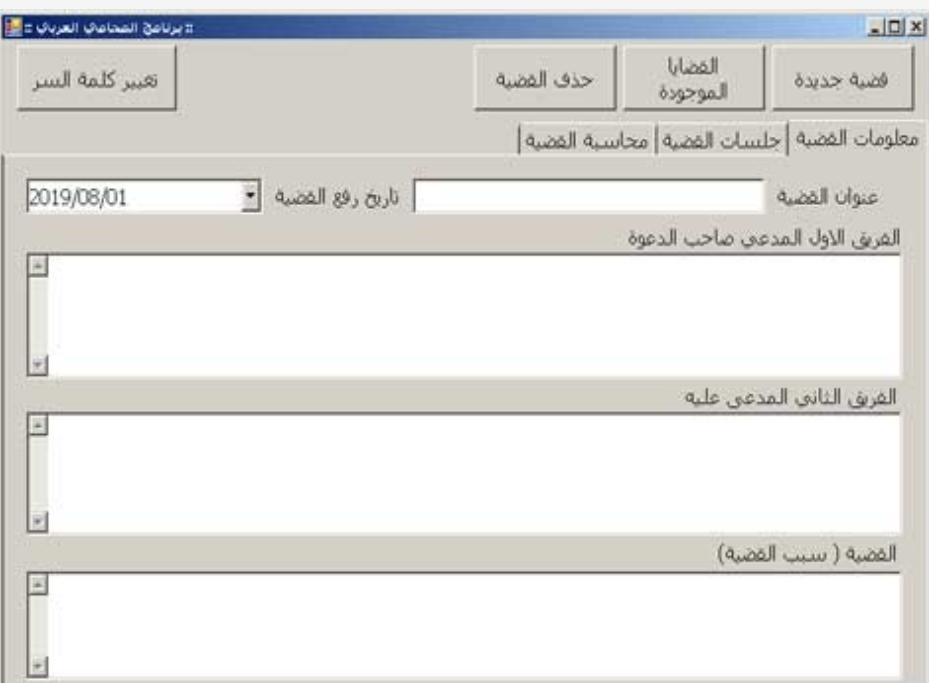 :: برنامج المحامي العربي ::
قضية جديدة
القضايا
الموجودة
حذف القضية
تغيير كلمة السر
معلومات القضية
جلسات القضية
محاسبة القضية
عنوان القضية
تاريخ رفع القضية
2019/08/01
الفريق الاول المدعي صاحب الدعوة
الفريق الثاني المدعى عليه
القضية ( سبب القضية)